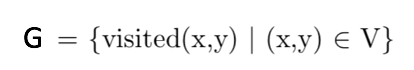 G = {visited(x,y) | (x,y) ∈ V}